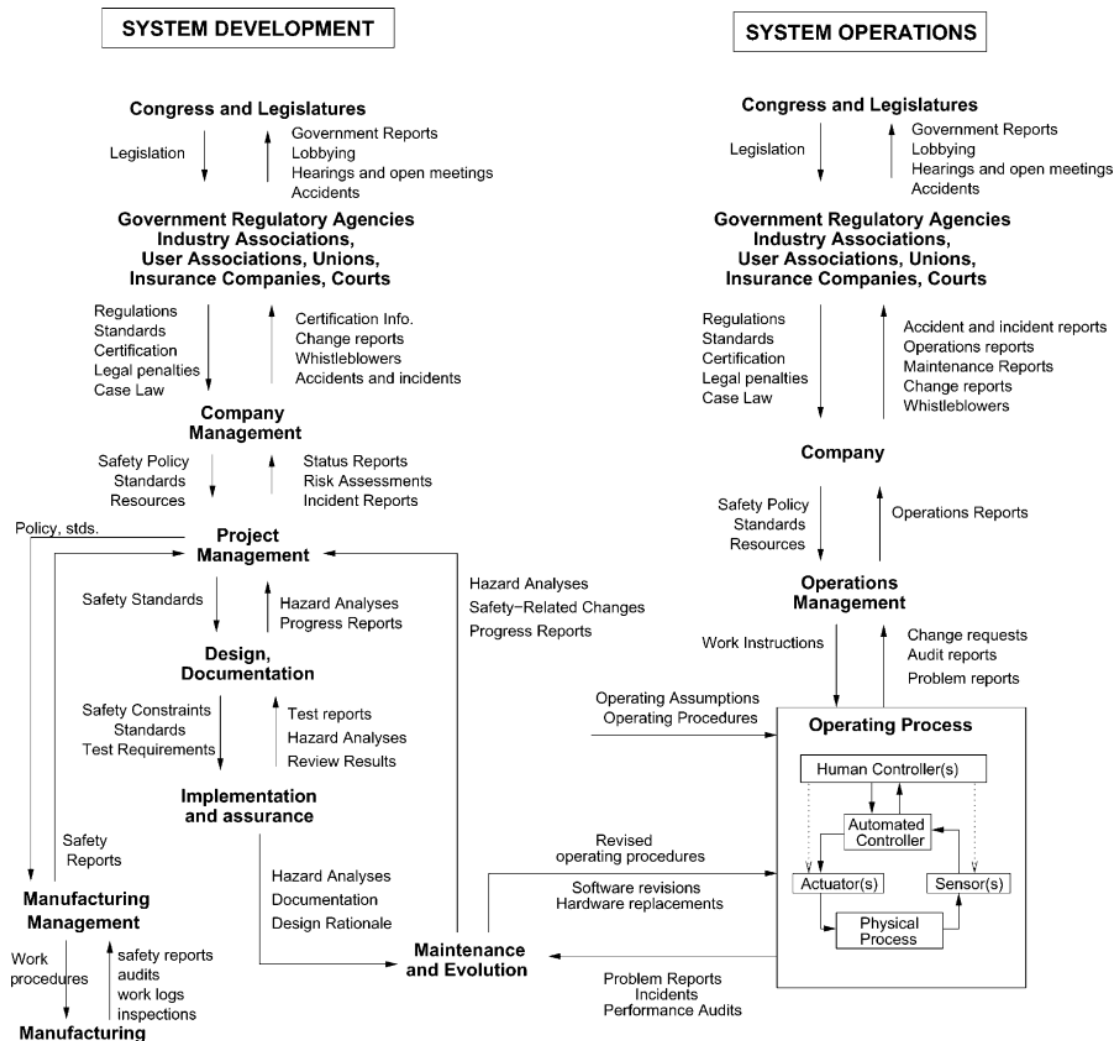 SYSTEM DEVELOPMENT
Congress and Legislatures
Legislation
Government Reports
Lobbying
Hearings and open meetings
Accidents
Government Regulatory Agencies
Industry Associations,
User Associations, Unions,
Insurance Companies, Courts
Regulations
Standards
Certification
Legal penalties
Case Law
Certification Info.
Change reports
Whistleblowers
Accidents and incidents
Company
Management
Safety Policy
Standards
Resources
Status Reports
Risk Assessments
Incident Reports
Policy, stds.
Project
Management
Safety Standards
Hazard Analyses
Progress Reports
Hazard Analyses
Safety-Related Changes
Progress Reports
Design,
Documentation
Safety Constraints
Standards
Test Requirements
Test reports
Hazard Analyses
Review Results
Implementation
and assurance
Safety
Reports
Hazard Analyses
Documentation
Design Rationale
Manufacturing
Management
Work
procedures
safety reports
audits
work logs
inspections
Manufacturing
Maintenance
and Evolution
SYSTEM OPERATIONS
Congress and Legislatures
Legislation
Government Reports
Lobbying
Hearings and open meetings
Accidents
Government Regulatory Agencies
Industry Associations,
User Associations, Unions,
Insurance Companies, Courts
Regulations
Standards
Certification
Legal penalties
Case Law
Accident and incident reports
Operations reports
Maintenance Reports
Change reports
Whistleblowers
Company
Safety Policy
Standards
Resources
Operations Reports
Operations
Management
Work Instructions
Change requests
Audit reports
Problem reports
Operating Assumptions
Operating Procedures
Operating Process
Human Controller(s)
Automated
Controller
Actuator(s)
Sensor(s)
Physical
Process
Revised
operating procedures
Software revisions
Hardware replacements
Problem Reports
Incidents
Performance Audits